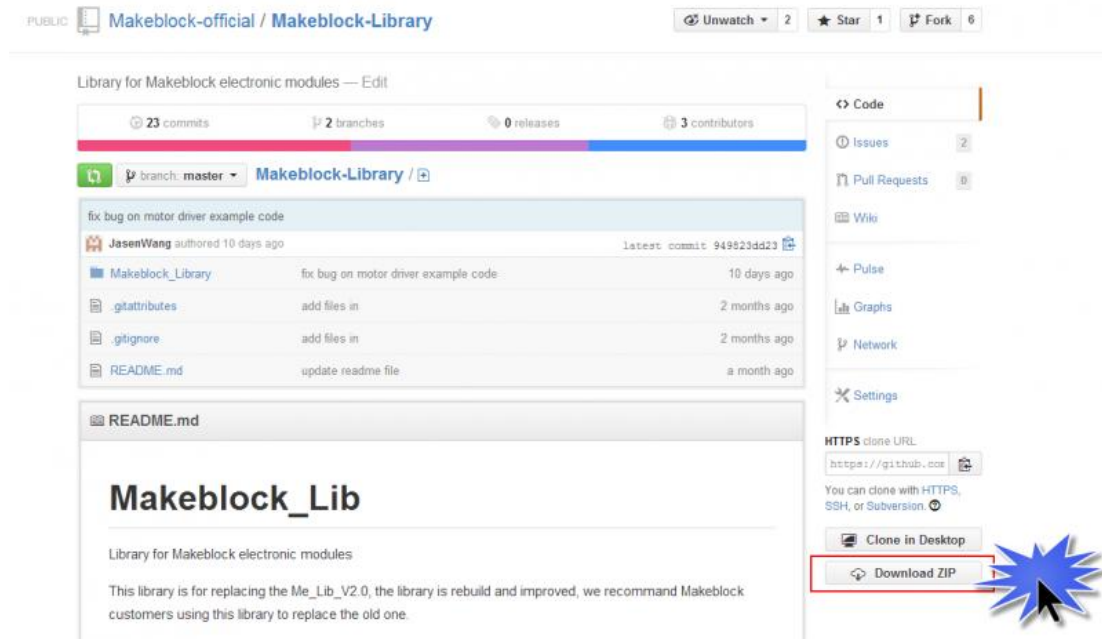 PUBLIC Makeblock-official / Makeblock-Library
Unwatch 2 Star 1 Fork 6
Library for Makeblock electronic modules — Edit
23 commits 2 branches 0 releases 3 contributors
branch: master Makeblock-Library /
fix bug on motor driver example code
JasenWang authored 10 days ago latest commit 949823dd23
Makeblock_Library fix bug on motor driver example code 10 days ago
.gitattributes add files in 2 months ago
.gitignore add files in 2 months ago
README.md update readme file a month ago
README.md
Makeblock_Lib
Library for Makeblock electronic modules
This library is for replacing the Me_Lib_V2.0, the library is rebuild and improved, we recommand Makeblock
customers using this library to replace the old one.
Code
Issues 2
Pull Requests 0
Wiki
Pulse
Graphs
Network
Settings
HTTPS clone URL
https://github.com
You can clone with HTTPS,
SSH, or Subversion.
Clone in Desktop
Download ZIP